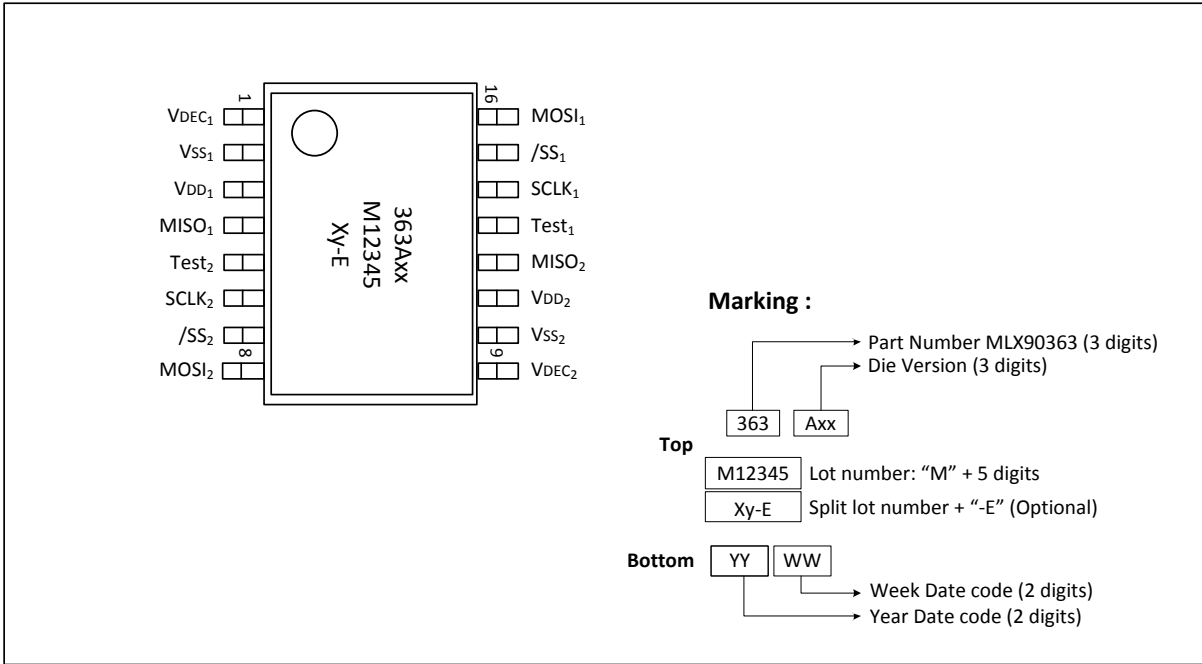 1
16
VDEC₁
MOSI₁
VSS₁
/SS₁
VDD₁
SCLK₁
MISO₁
Test₁
Test₂
MISO₂
SCLK₂
VDD₂
/SS₂
VSS₂
8
9
MOSI₂
VDEC₂
363Axx
M12345
Xy-E
Marking :
Part Number MLX90363 (3 digits)
Die Version (3 digits)
363 Axx
Top
M12345 Lot number: “M” + 5 digits
Xy-E Split lot number + “-E” (Optional)
Bottom YY WW
Week Date code (2 digits)
Year Date code (2 digits)